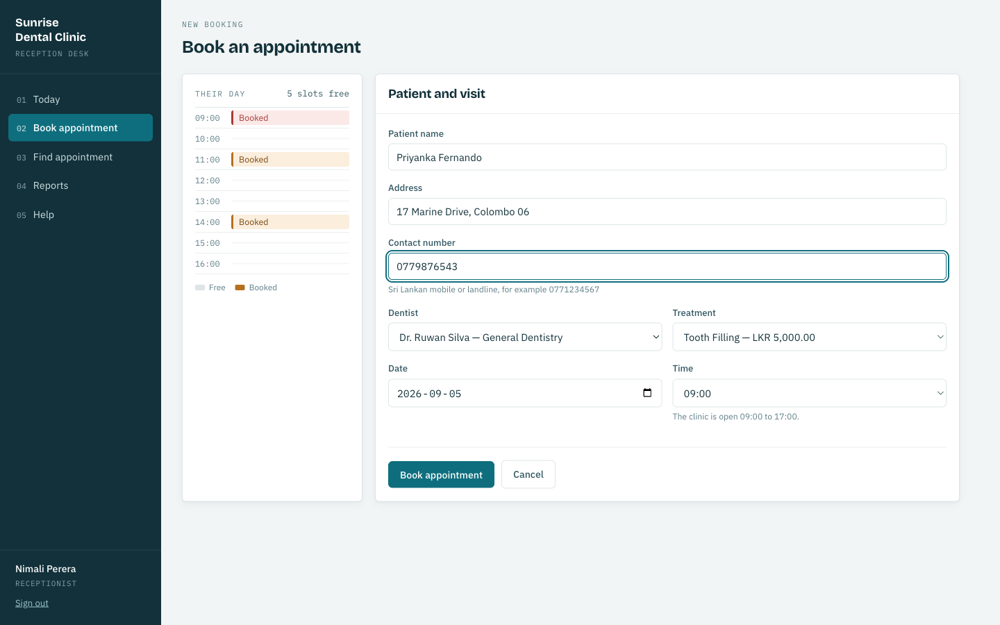 Sunrise
Dental Clinic
RECEPTION DESK
01 Today
02 Book appointment
03 Find appointment
04 Reports
05 Help
Nimali Perera
RECEPTIONIST
Sign out
NEW BOOKING
Book an appointment
THEIR DAY 5 slots free
09:00 Booked
10:00
11:00 Booked
12:00
13:00
14:00 Booked
15:00
16:00
Free Booked
Patient and visit
Patient name
Priyanka Fernando
Address
17 Marine Drive, Colombo 06
Contact number
0779876543
Sri Lankan mobile or landline, for example 0771234567
Dentist Treatment
Dr. Ruwan Silva — General Dentistry Tooth Filling — LKR 5,000.00
Date Time
2026-09-05 09:00
The clinic is open 09:00 to 17:00.
Book appointment Cancel